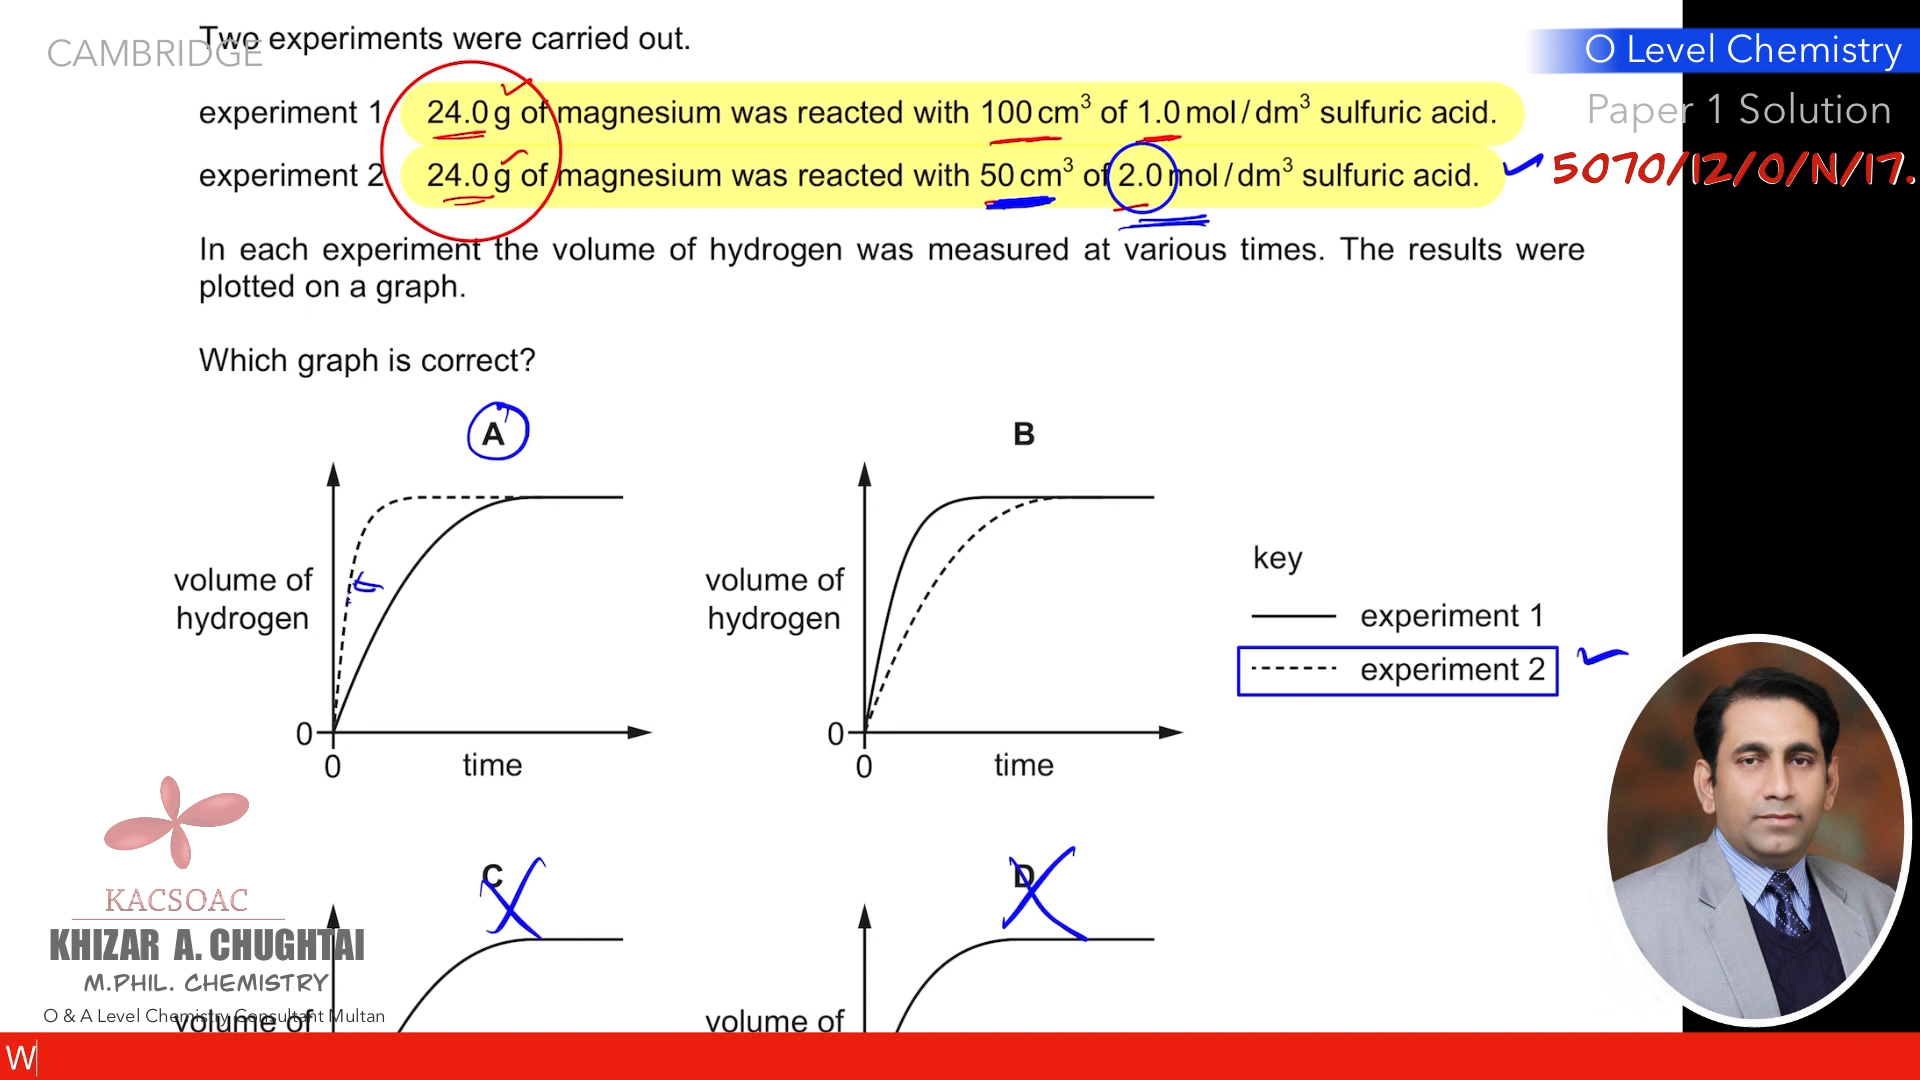 CAMBRIDGE
Two experiments were carried out.
O Level Chemistry
Paper 1 Solution
experiment 1 24.0 g of magnesium was reacted with 100 cm³ of 1.0 mol / dm³ sulfuric acid.
experiment 2 24.0 g of magnesium was reacted with 50 cm³ of 2.0 mol / dm³ sulfuric acid.
5070/12/O/N/17.
In each experiment the volume of hydrogen was measured at various times. The results were
plotted on a graph.
Which graph is correct?
A
B
volume of
hydrogen
0
0
time
volume of
hydrogen
0
0
time
key
experiment 1
experiment 2
C
D
volume of
volume of
KACSOAC
KHIZAR A. CHUGHTAI
M.PHIL. CHEMISTRY
O & A Level Chemistry Consultant Multan
W